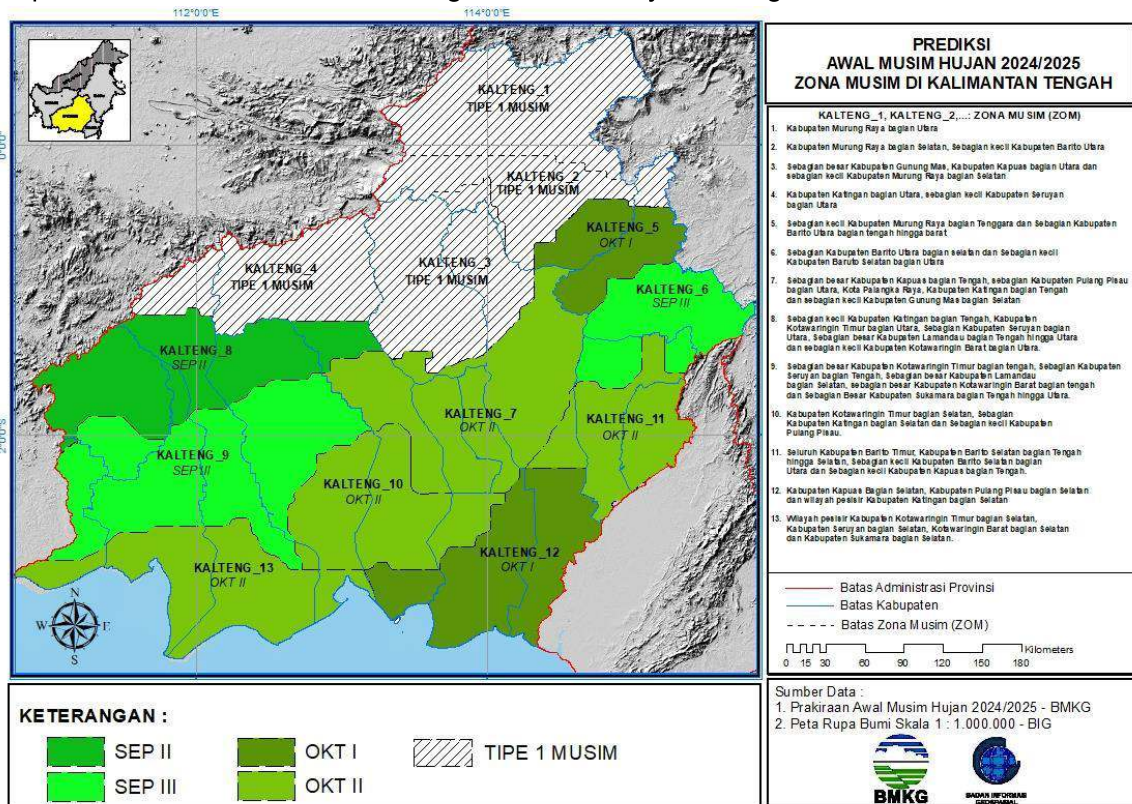 112°0'0"E
114°0'0"E
0°0'0"
2°0'0"S
KALTENG_1
TIPE 1 MUSIM
KALTENG_2
TIPE 1 MUSIM
KALTENG_3
TIPE 1 MUSIM
KALTENG_4
TIPE 1 MUSIM
KALTENG_5
OKT I
KALTENG_6
SEP III
KALTENG_8
SEP II
KALTENG_7
OKT II
KALTENG_11
OKT II
KALTENG_9
SEP III
KALTENG_10
OKT II
KALTENG_12
OKT I
KALTENG_13
OKT II
N
W
E
S
PREDIKSI
AWAL MUSIM HUJAN 2024/2025
ZONA MUSIM DI KALIMANTAN TENGAH
KALTENG_1, KALTENG_2,...: ZONA MUSIM (ZOM)
1. Kabupaten Murung Raya bagian Utara
2. Kabupaten Murung Raya bagian Selatan, Sebagian kecil Kabupaten Barito Utara
3. Sebagian besar Kabupaten Gunung Mas, Kabupaten Kapuas bagian Utara dan
sebagian kecil Kabupaten Murung Raya bagian Selatan
4. Kabupaten Katingan bagian Utara, sebagian kecil Kabupaten Seruyan
bagian Utara
5. Sebagian kecil Kabupaten Murung Raya bagian Tenggara dan Sebagian Kabupaten
Barito Utara bagian tengah hingga barat
6. Sebagian Kabupaten Barito Utara bagian selatan dan Sebagian kecil
Kabupaten Baruto Selatan bagian Utara
7. Sebagian besar Kabupaten Kapuas bagian Tengah, sebagian Kabupaten Pulang Pisau
bagian Utara, Kota Palangka Raya, Kabupaten Katingan bagian Tengah
dan sebagian kecil Kabupaten Gunung Mas bagian Selatan
8. Sebagian kecil Kabupaten Katingan bagian Tengah, Kabupaten
Kotawaringin Timur bagian Utara, Sebagian Kabupaten Seruyan bagian
Utara, Sebagian besar Kabupaten Lamandau bagian Tengah hingga Utara
dan sebagian kecil Kabupaten Kotawaringin Barat bagian Utara.
9. Sebagian besar Kabupaten Kotawaringin Timur bagian tengah, Sebagian Kabupaten
Seruyan bagian Tengah, Sebagian besar Kabupaten Lamandau
bagian Selatan, sebagian besar Kabupaten Kotawaringin Barat bagian tengah
dan Sebagian Besar Kabupaten Sukamara bagian Tengah hingga Utara.
10. Kabupaten Kotawaringin Timur bagian Selatan, Sebagian
Kabupaten Katingan bagian Selatan dan Sebagian kecil Kabupaten
Pulang Pisau.
11. Seluruh Kabupaten Barito Timur, Kabupaten Barito Selatan bagian Tengah
hingga Selatan, Sebagian kecil Kabupaten Barito Selatan bagian
Utara dan Sebagian kecil Kabupaten Kapuas bagian Tengah.
12. Kabupaten Kapuas Bagian Selatan, Kabupaten Pulang Pisau bagian Selatan
dan wilayah pesisir Kabupaten Katingan bagian Selatan
13. Wilayah pesisir Kabupaten Kotawaringin Timur bagian Selatan,
Kabupaten Seruyan bagian Selatan, Kotawaringin Barat bagian Selatan
dan Kabupaten Sukamara bagian Selatan.
Batas Administrasi Provinsi
Batas Kabupaten
Batas Zona Musim (ZOM)
Kilometers
0 15 30 60 90 120 150 180
KETERANGAN :
SEP II
SEP III
OKT I
OKT II
TIPE 1 MUSIM
Sumber Data :
1. Prakiraan Awal Musim Hujan 2024/2025 - BMKG
2. Peta Rupa Bumi Skala 1 : 1.000.000 - BIG
BMKG
BADAN INFORMASI
GEOSPASIAL